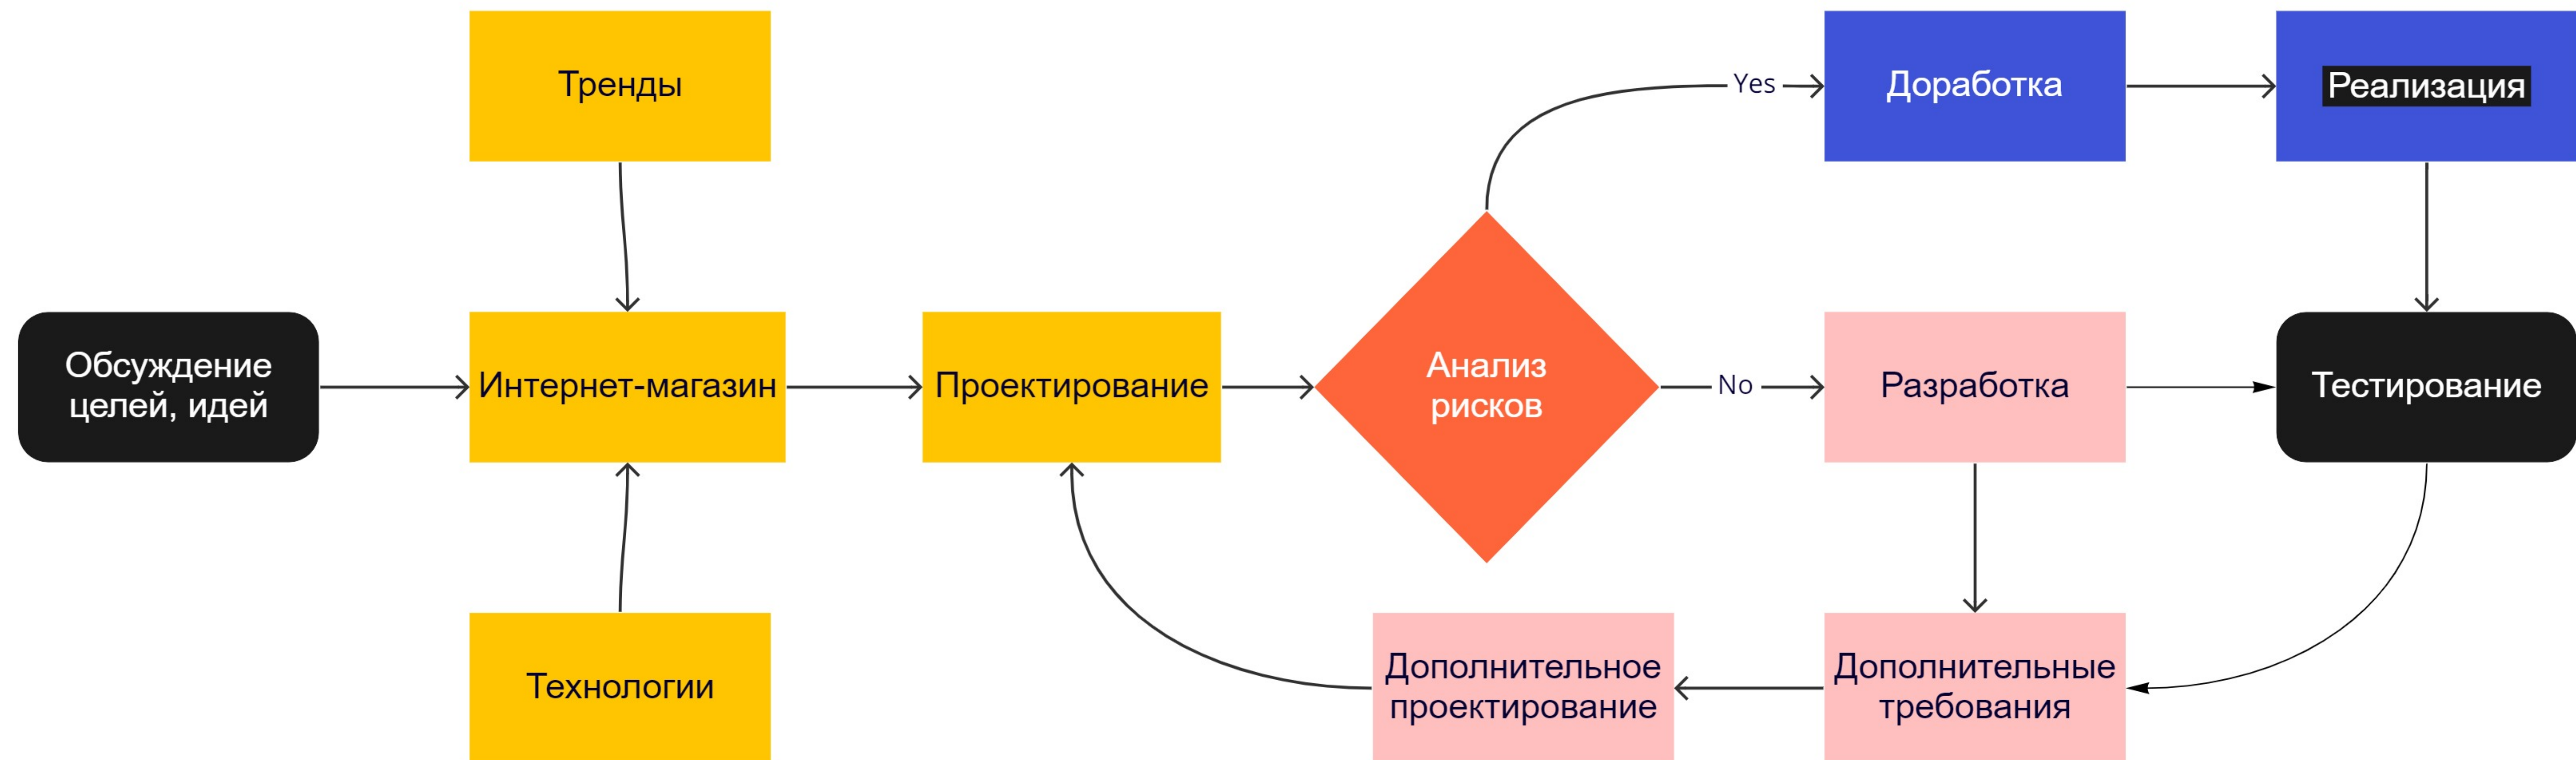 Тренды
Yes
Доработка
Реализация
Обсуждение
целей, идей
Интернет-магазин
Проектирование
Анализ
рисков
No
Разработка
Тестирование
Технологии
Дополнительное
проектирование
Дополнительные
требования